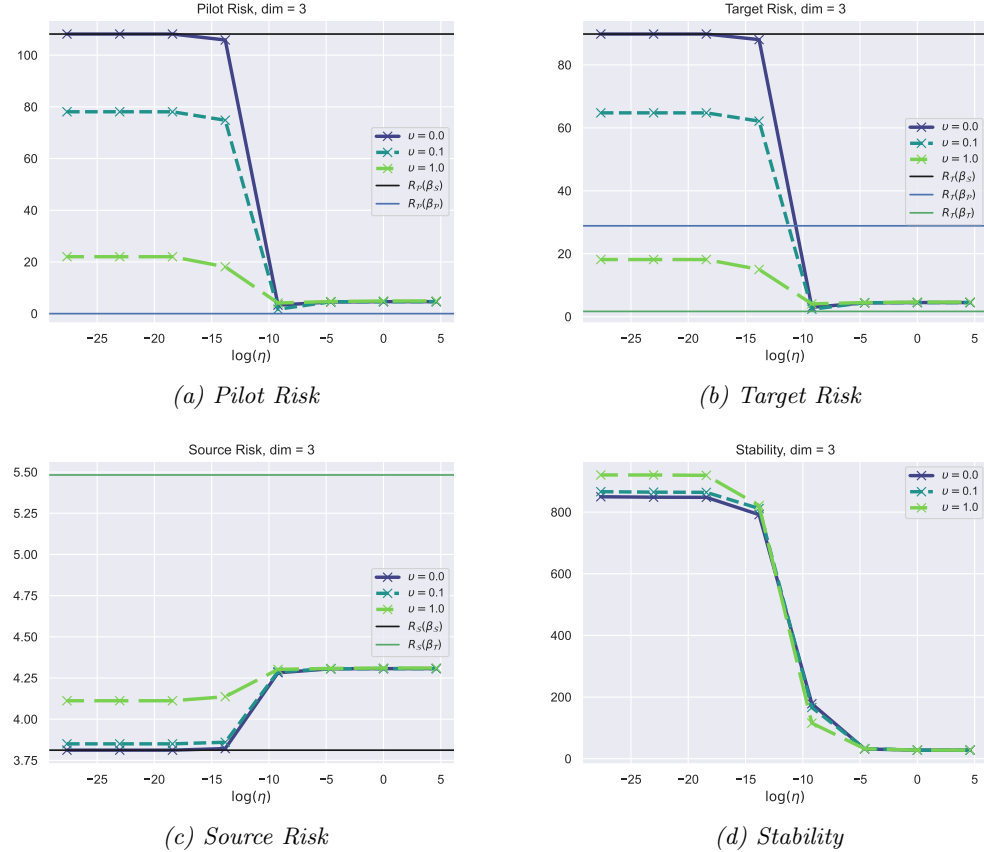 Pilot Risk, dim = 3
100
80
60
40
20
0
υ = 0.0
υ = 0.1
υ = 1.0
R_P(β_S)
R_P(β_P)
−25 −20 −15 −10 −5 0 5
log(η)
(a) Pilot Risk
Target Risk, dim = 3
80
60
40
20
0
υ = 0.0
υ = 0.1
υ = 1.0
R_T(β_S)
R_T(β_P)
R_T(β_T)
−25 −20 −15 −10 −5 0 5
log(η)
(b) Target Risk
Source Risk, dim = 3
5.50
5.25
5.00
4.75
4.50
4.25
4.00
3.75
υ = 0.0
υ = 0.1
υ = 1.0
R_S(β_S)
R_S(β_T)
−25 −20 −15 −10 −5 0 5
log(η)
(c) Source Risk
Stability, dim = 3
800
600
400
200
0
υ = 0.0
υ = 0.1
υ = 1.0
−25 −20 −15 −10 −5 0 5
log(η)
(d) Stability